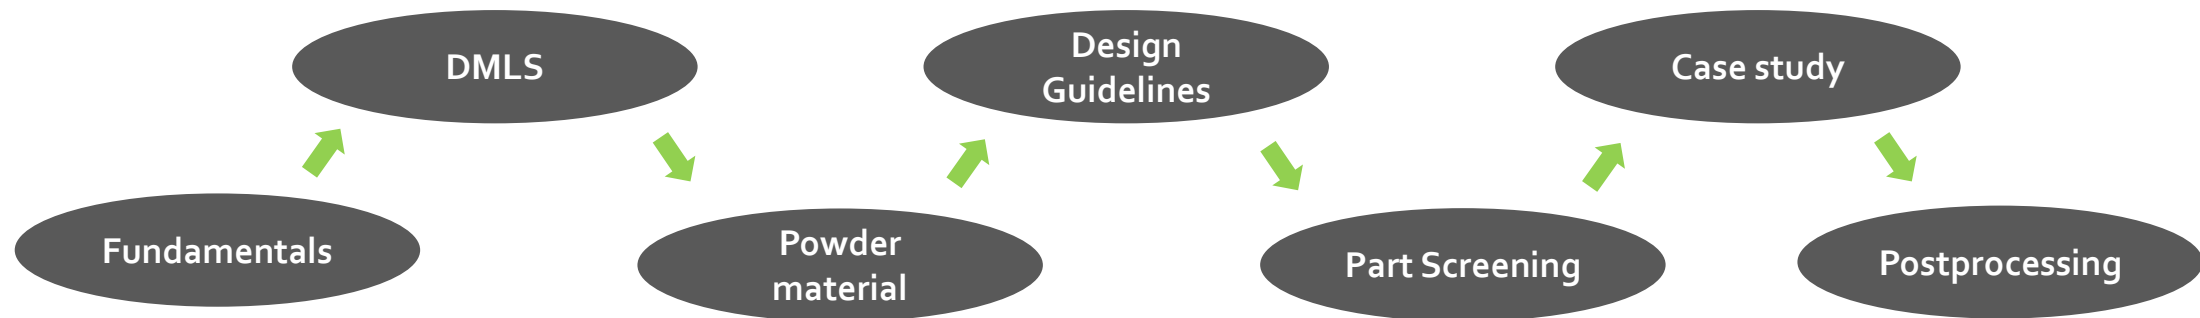 Fundamentals
DMLS
Powder
material
Design
Guidelines
Part Screening
Case study
Postprocessing